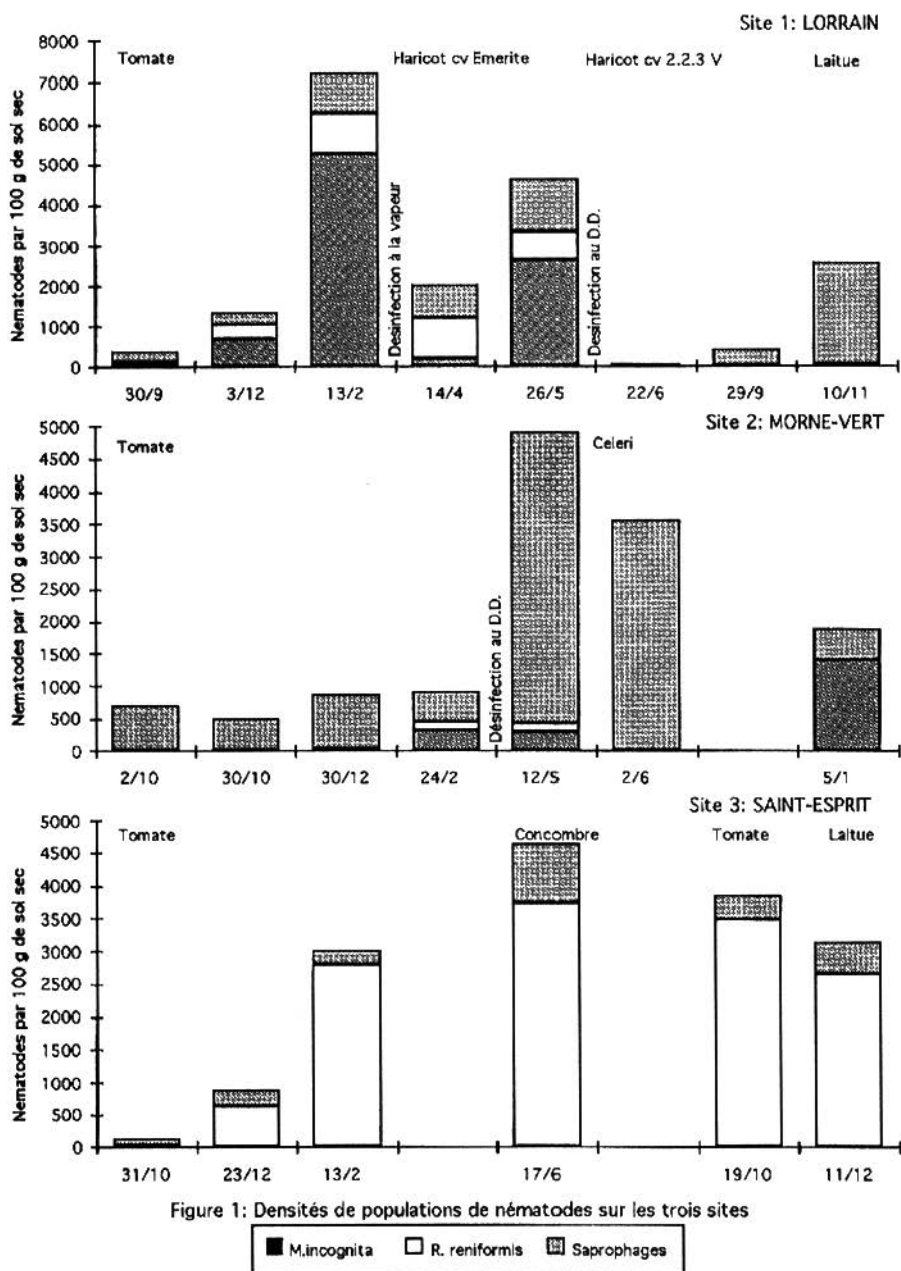 Site 1: LORRAIN
Tomate
Haricot cv Emerite
Haricot cv 2.2.3 V
Laitue
Nematodes par 100 g de sol sec
8000
7000
6000
5000
4000
3000
2000
1000
0
Desinfection à la vapeur
Desinfection au D.D.
30/9
3/12
13/2
14/4
26/5
22/6
29/9
10/11
Site 2: MORNE-VERT
Tomate
Celeri
Nematodes par 100 g de sol sec
5000
4500
4000
3500
3000
2500
2000
1500
1000
500
0
Désinfection au D.D.
2/10
30/10
30/12
24/2
12/5
2/6
5/1
Site 3: SAINT-ESPRIT
Tomate
Concombre
Tomate
Laitue
Nematodes par 100 g de sol sec
5000
4500
4000
3500
3000
2500
2000
1500
1000
500
0
31/10
23/12
13/2
17/6
19/10
11/12
Figure 1: Densités de populations de nématodes sur les trois sites
M.incognita
R. reniformis
Saprophages